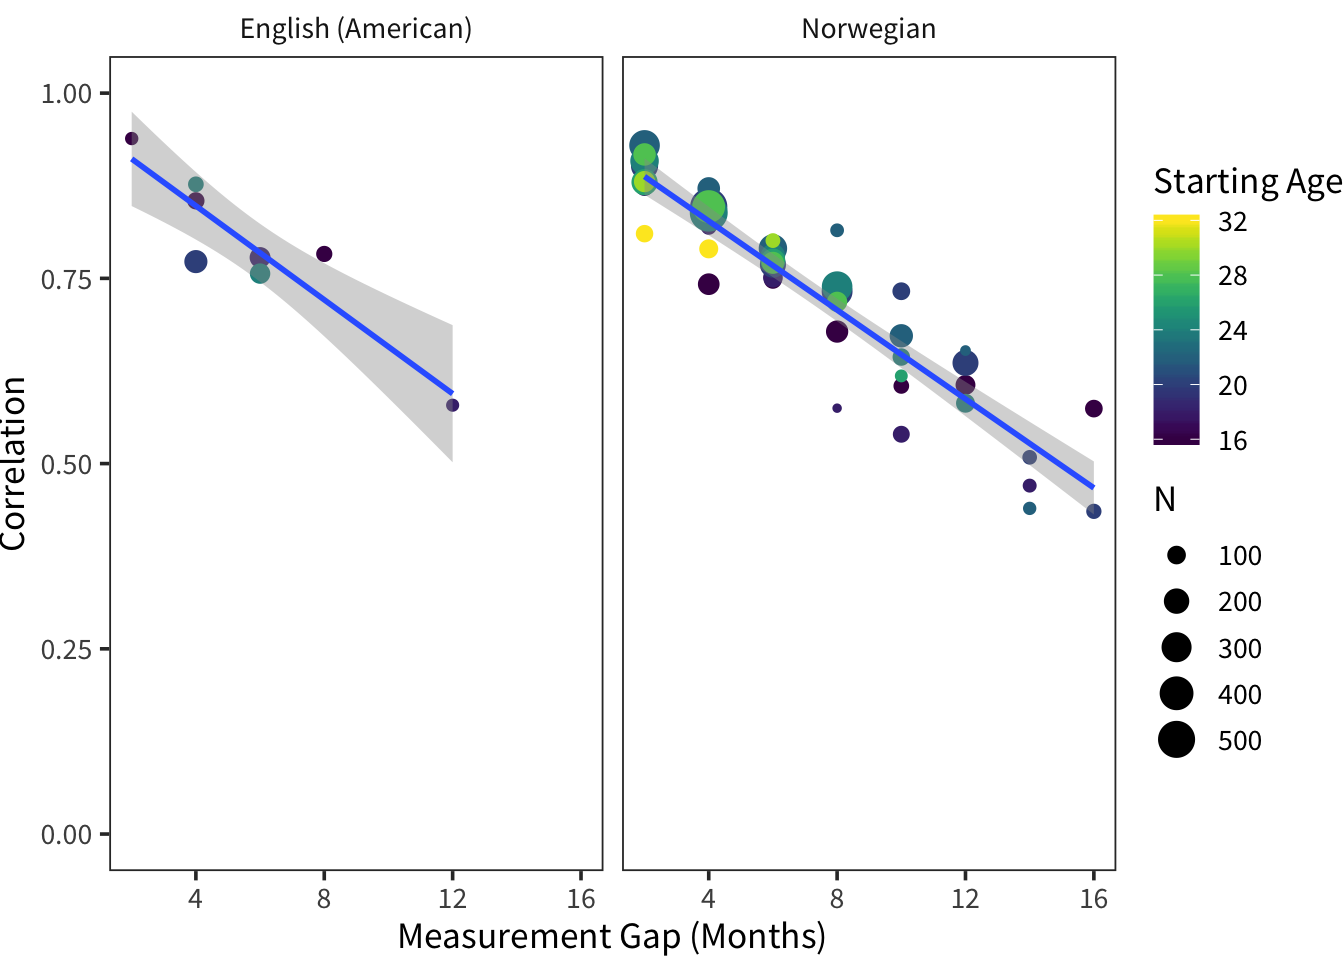 English (American)
Norwegian
1.00
0.75
0.50
0.25
0.00
Correlation
4 8 12 16
4 8 12 16
Measurement Gap (Months)
Starting Age
32
28
24
20
16
N
100
200
300
400
500